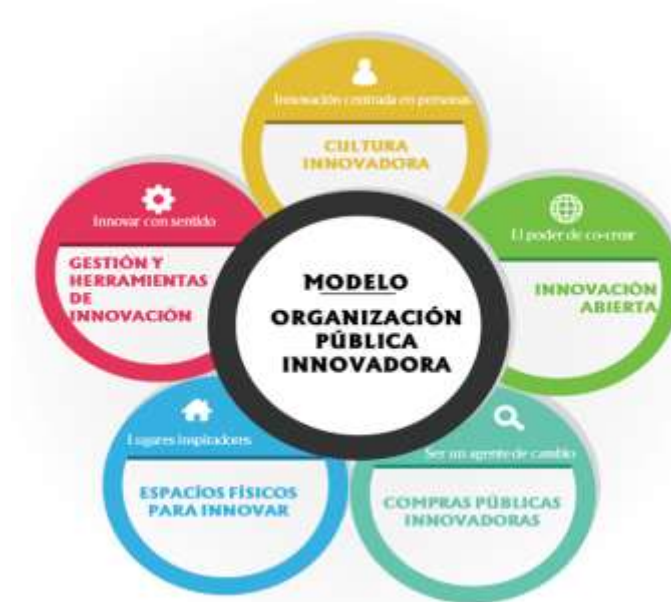 Innovación centrada en personas
CULTURA
INNOVADORA
Innovar con sentido
GESTIÓN Y
HERRAMIENTAS
DE
INNOVACIÓN
El poder de co-crear
INNOVACIÓN
ABIERTA
MODELO
ORGANIZACIÓN
PÚBLICA
INNOVADORA
Lugares inspiradores
ESPACÍOS FÍSICOS
PARA INNOVAR
Ser un agente de cambio
COMPRAS PÚBLICAS
INNOVADORAS